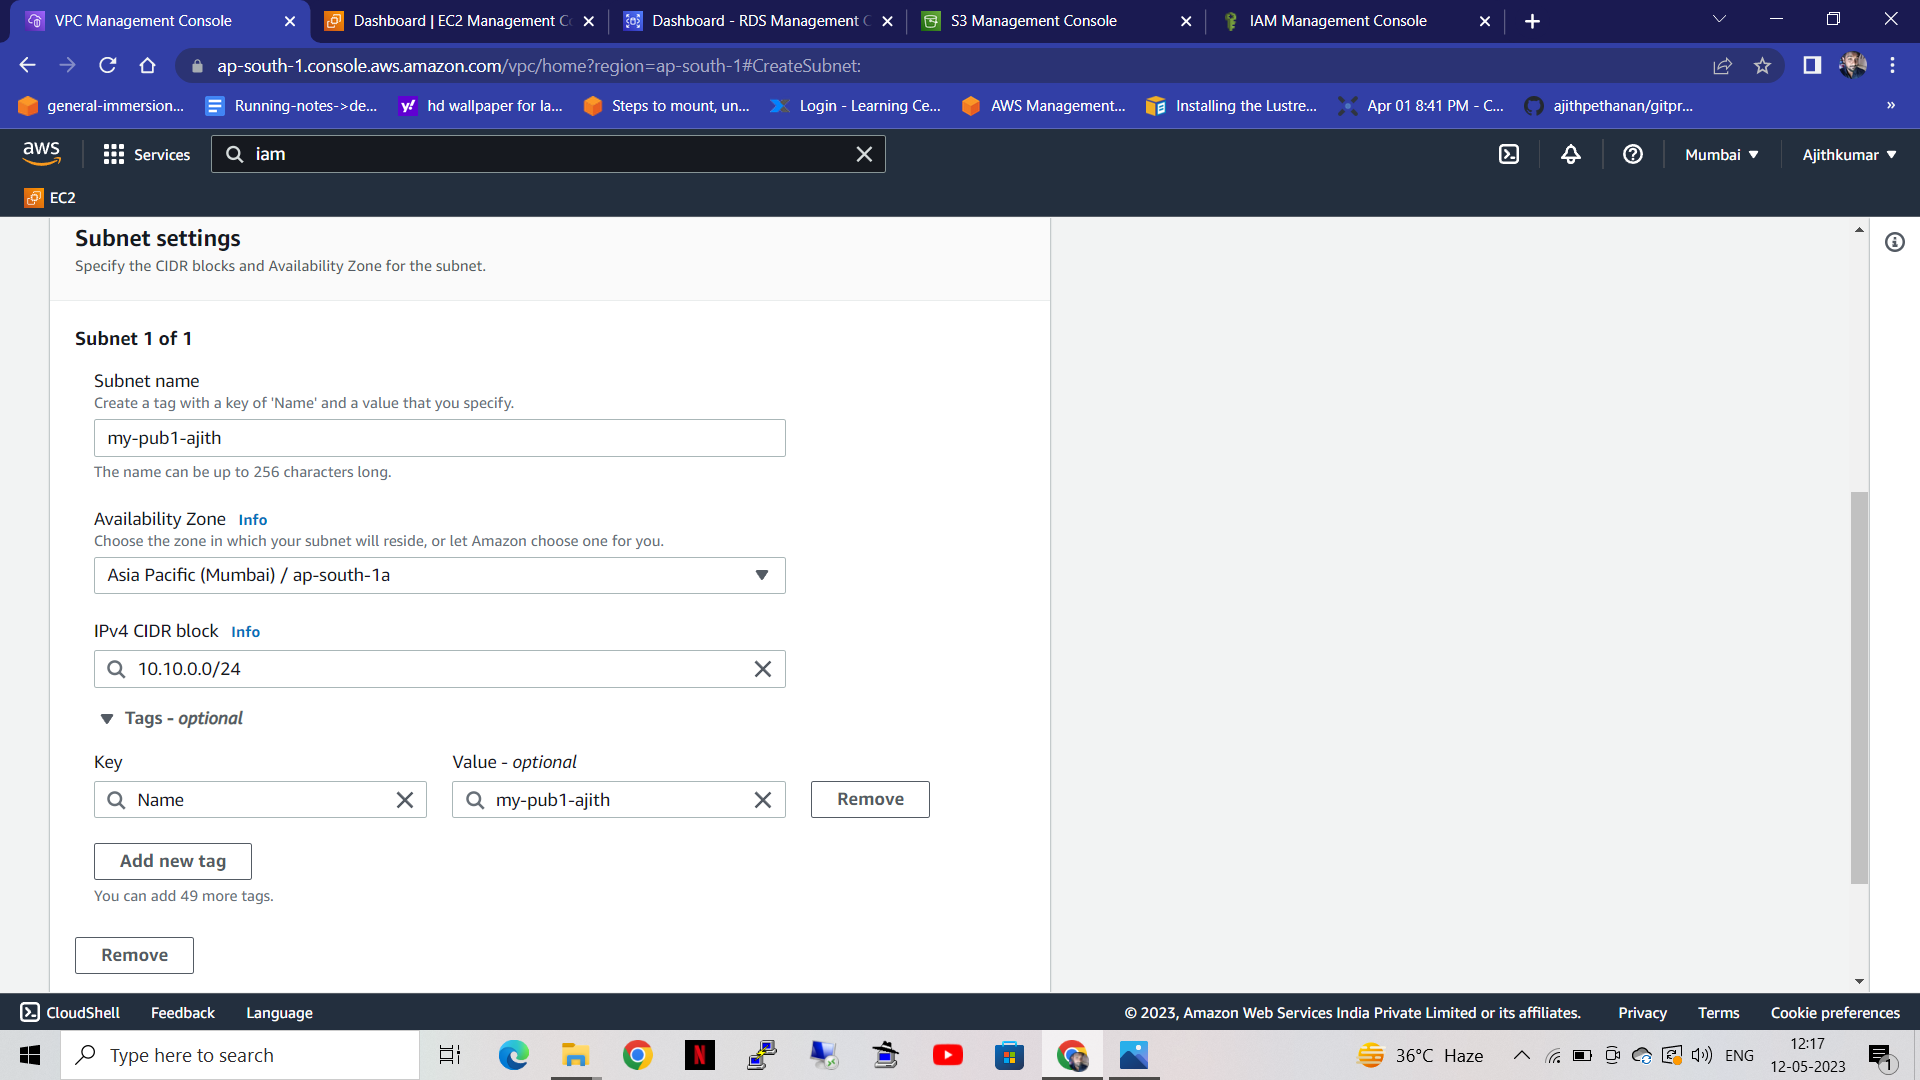 VPC Management Console
Dashboard | EC2 Management C
Dashboard - RDS Management C
S3 Management Console
IAM Management Console
ap-south-1.console.aws.amazon.com/vpc/home?region=ap-south-1#CreateSubnet:
general-immersion...
Running-notes->de...
hd wallpaper for la...
Steps to mount, un...
Login - Learning Ce...
AWS Management...
Installing the Lustre...
Apr 01 8:41 PM - C...
ajithpethanan/gitpr...
»
aws
Services
iam
Mumbai
Ajithkumar
EC2
Subnet settings
Specify the CIDR blocks and Availability Zone for the subnet.
Subnet 1 of 1
Subnet name
Create a tag with a key of 'Name' and a value that you specify.
my-pub1-ajith
The name can be up to 256 characters long.
Availability Zone Info
Choose the zone in which your subnet will reside, or let Amazon choose one for you.
Asia Pacific (Mumbai) / ap-south-1a
IPv4 CIDR block Info
10.10.0.0/24
Tags - optional
Key
Value - optional
Name
my-pub1-ajith
Remove
Add new tag
You can add 49 more tags.
Remove
CloudShell
Feedback
Language
© 2023, Amazon Web Services India Private Limited or its affiliates.
Privacy
Terms
Cookie preferences
Type here to search
36°C Haze
ENG
12:17
12-05-2023
1